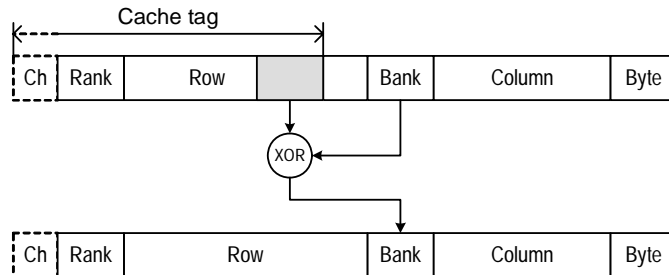 Cache tag
Ch Rank Row Bank Column Byte
XOR
Ch Rank Row Bank Column Byte